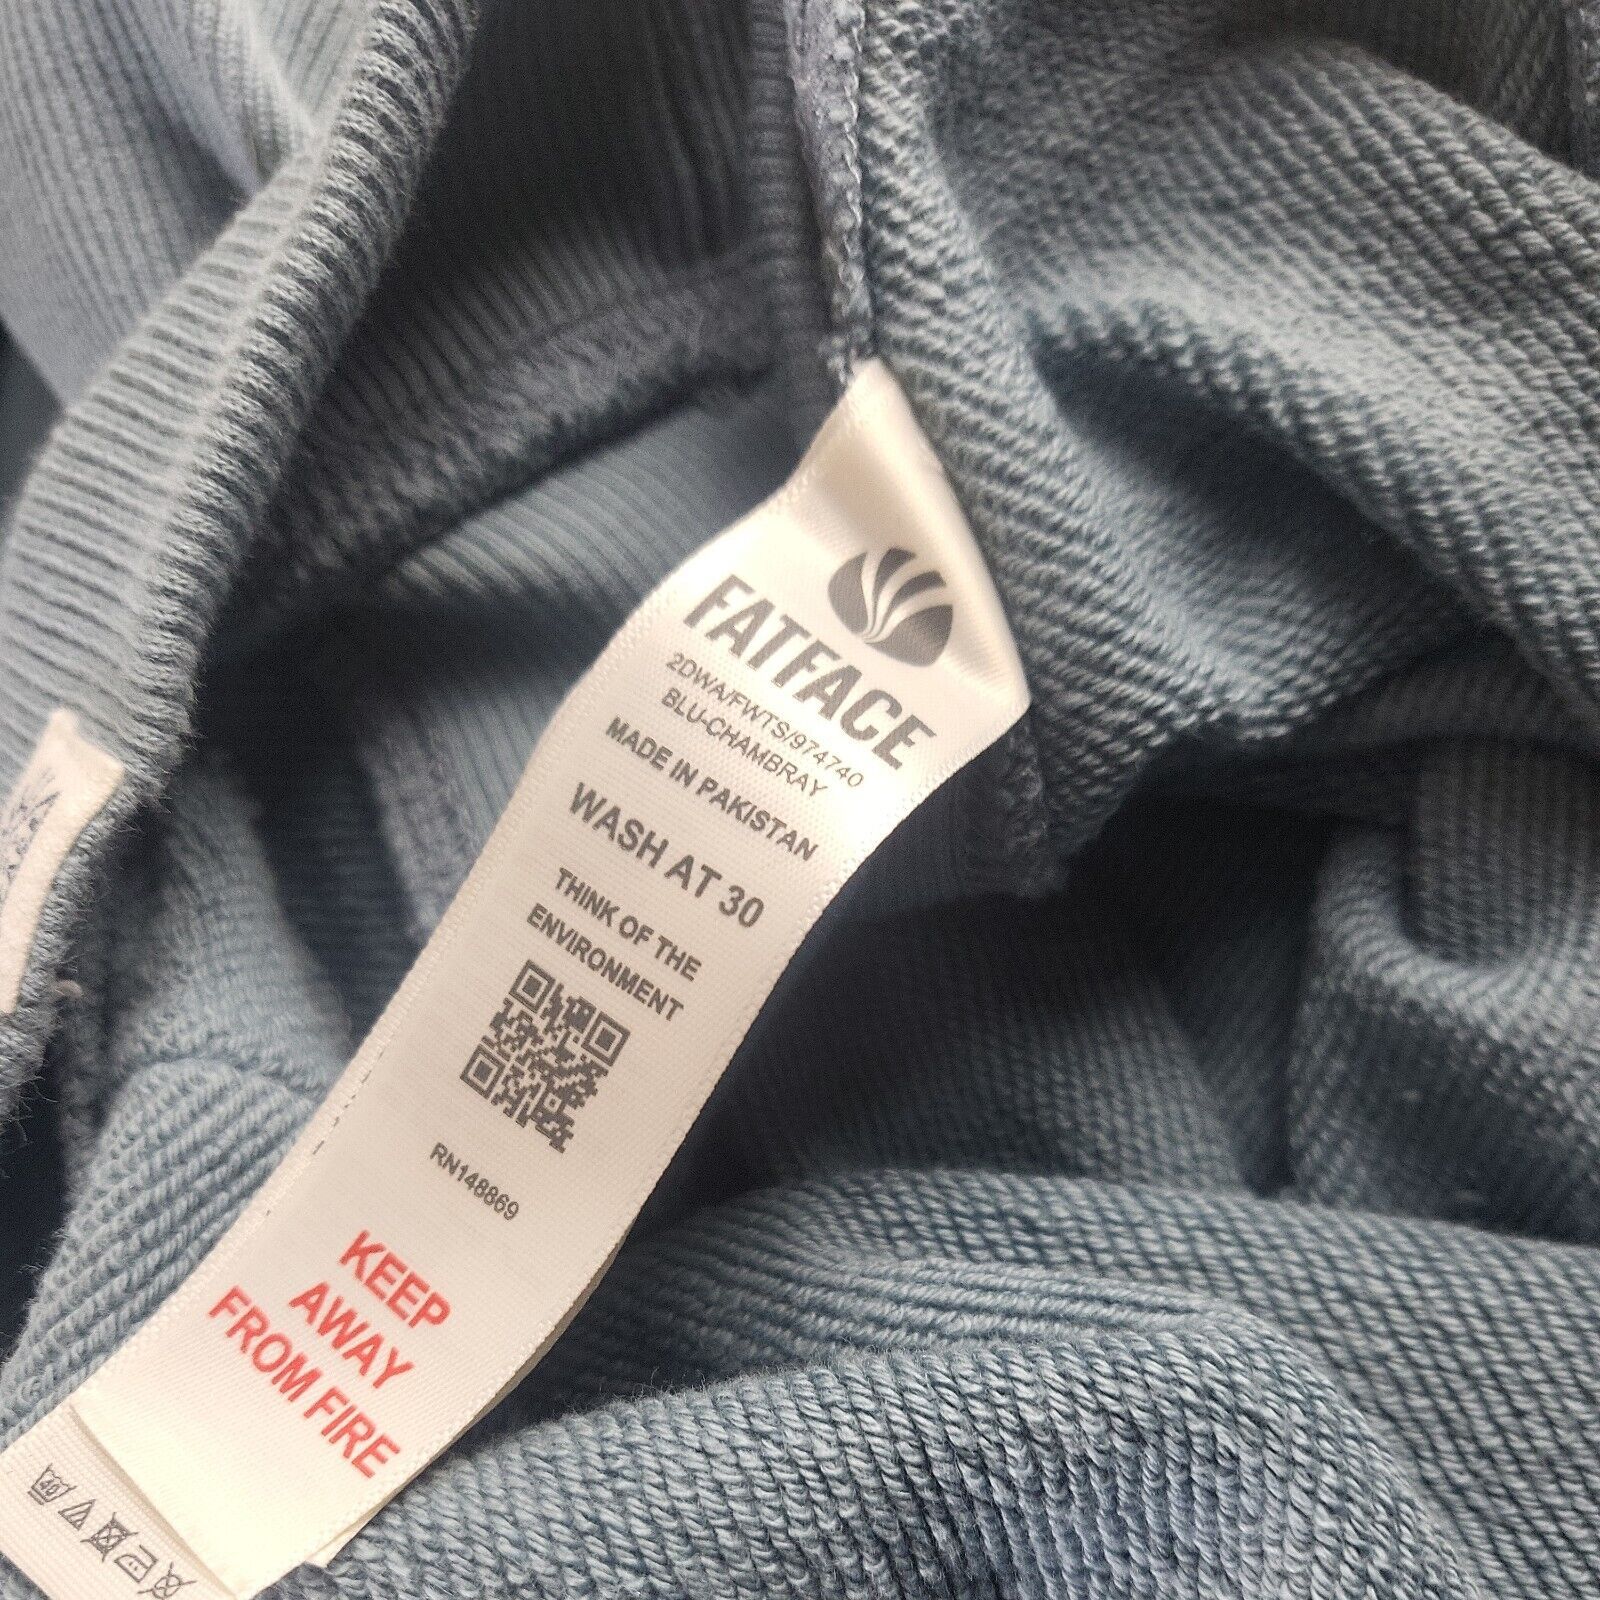 FATFACE
2DWA/FWTS/974740
BLU-CHAMBRAY
MADE IN PAKISTAN
WASH AT 30
THINK OF THE
ENVIRONMENT
RN148869
KEEP
AWAY
FROM FIRE
40